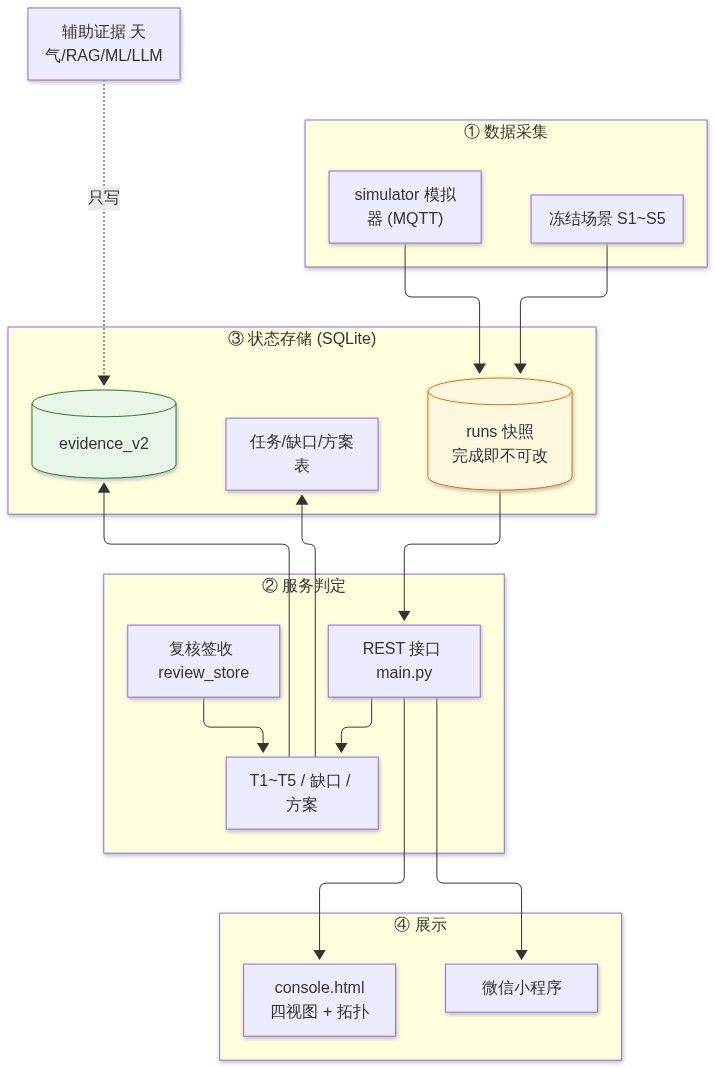 辅助证据 天
气/RAG/ML/LLM
① 数据采集
simulator 模拟
器 (MQTT)
冻结场景 S1~S5
只写
③ 状态存储 (SQLite)
evidence_v2
任务/缺口/方案
表
runs 快照
完成即不可改
② 服务判定
复核签收
review_store
REST 接口
main.py
T1~T5 / 缺口 /
方案
④ 展示
console.html
四视图 + 拓扑
微信小程序